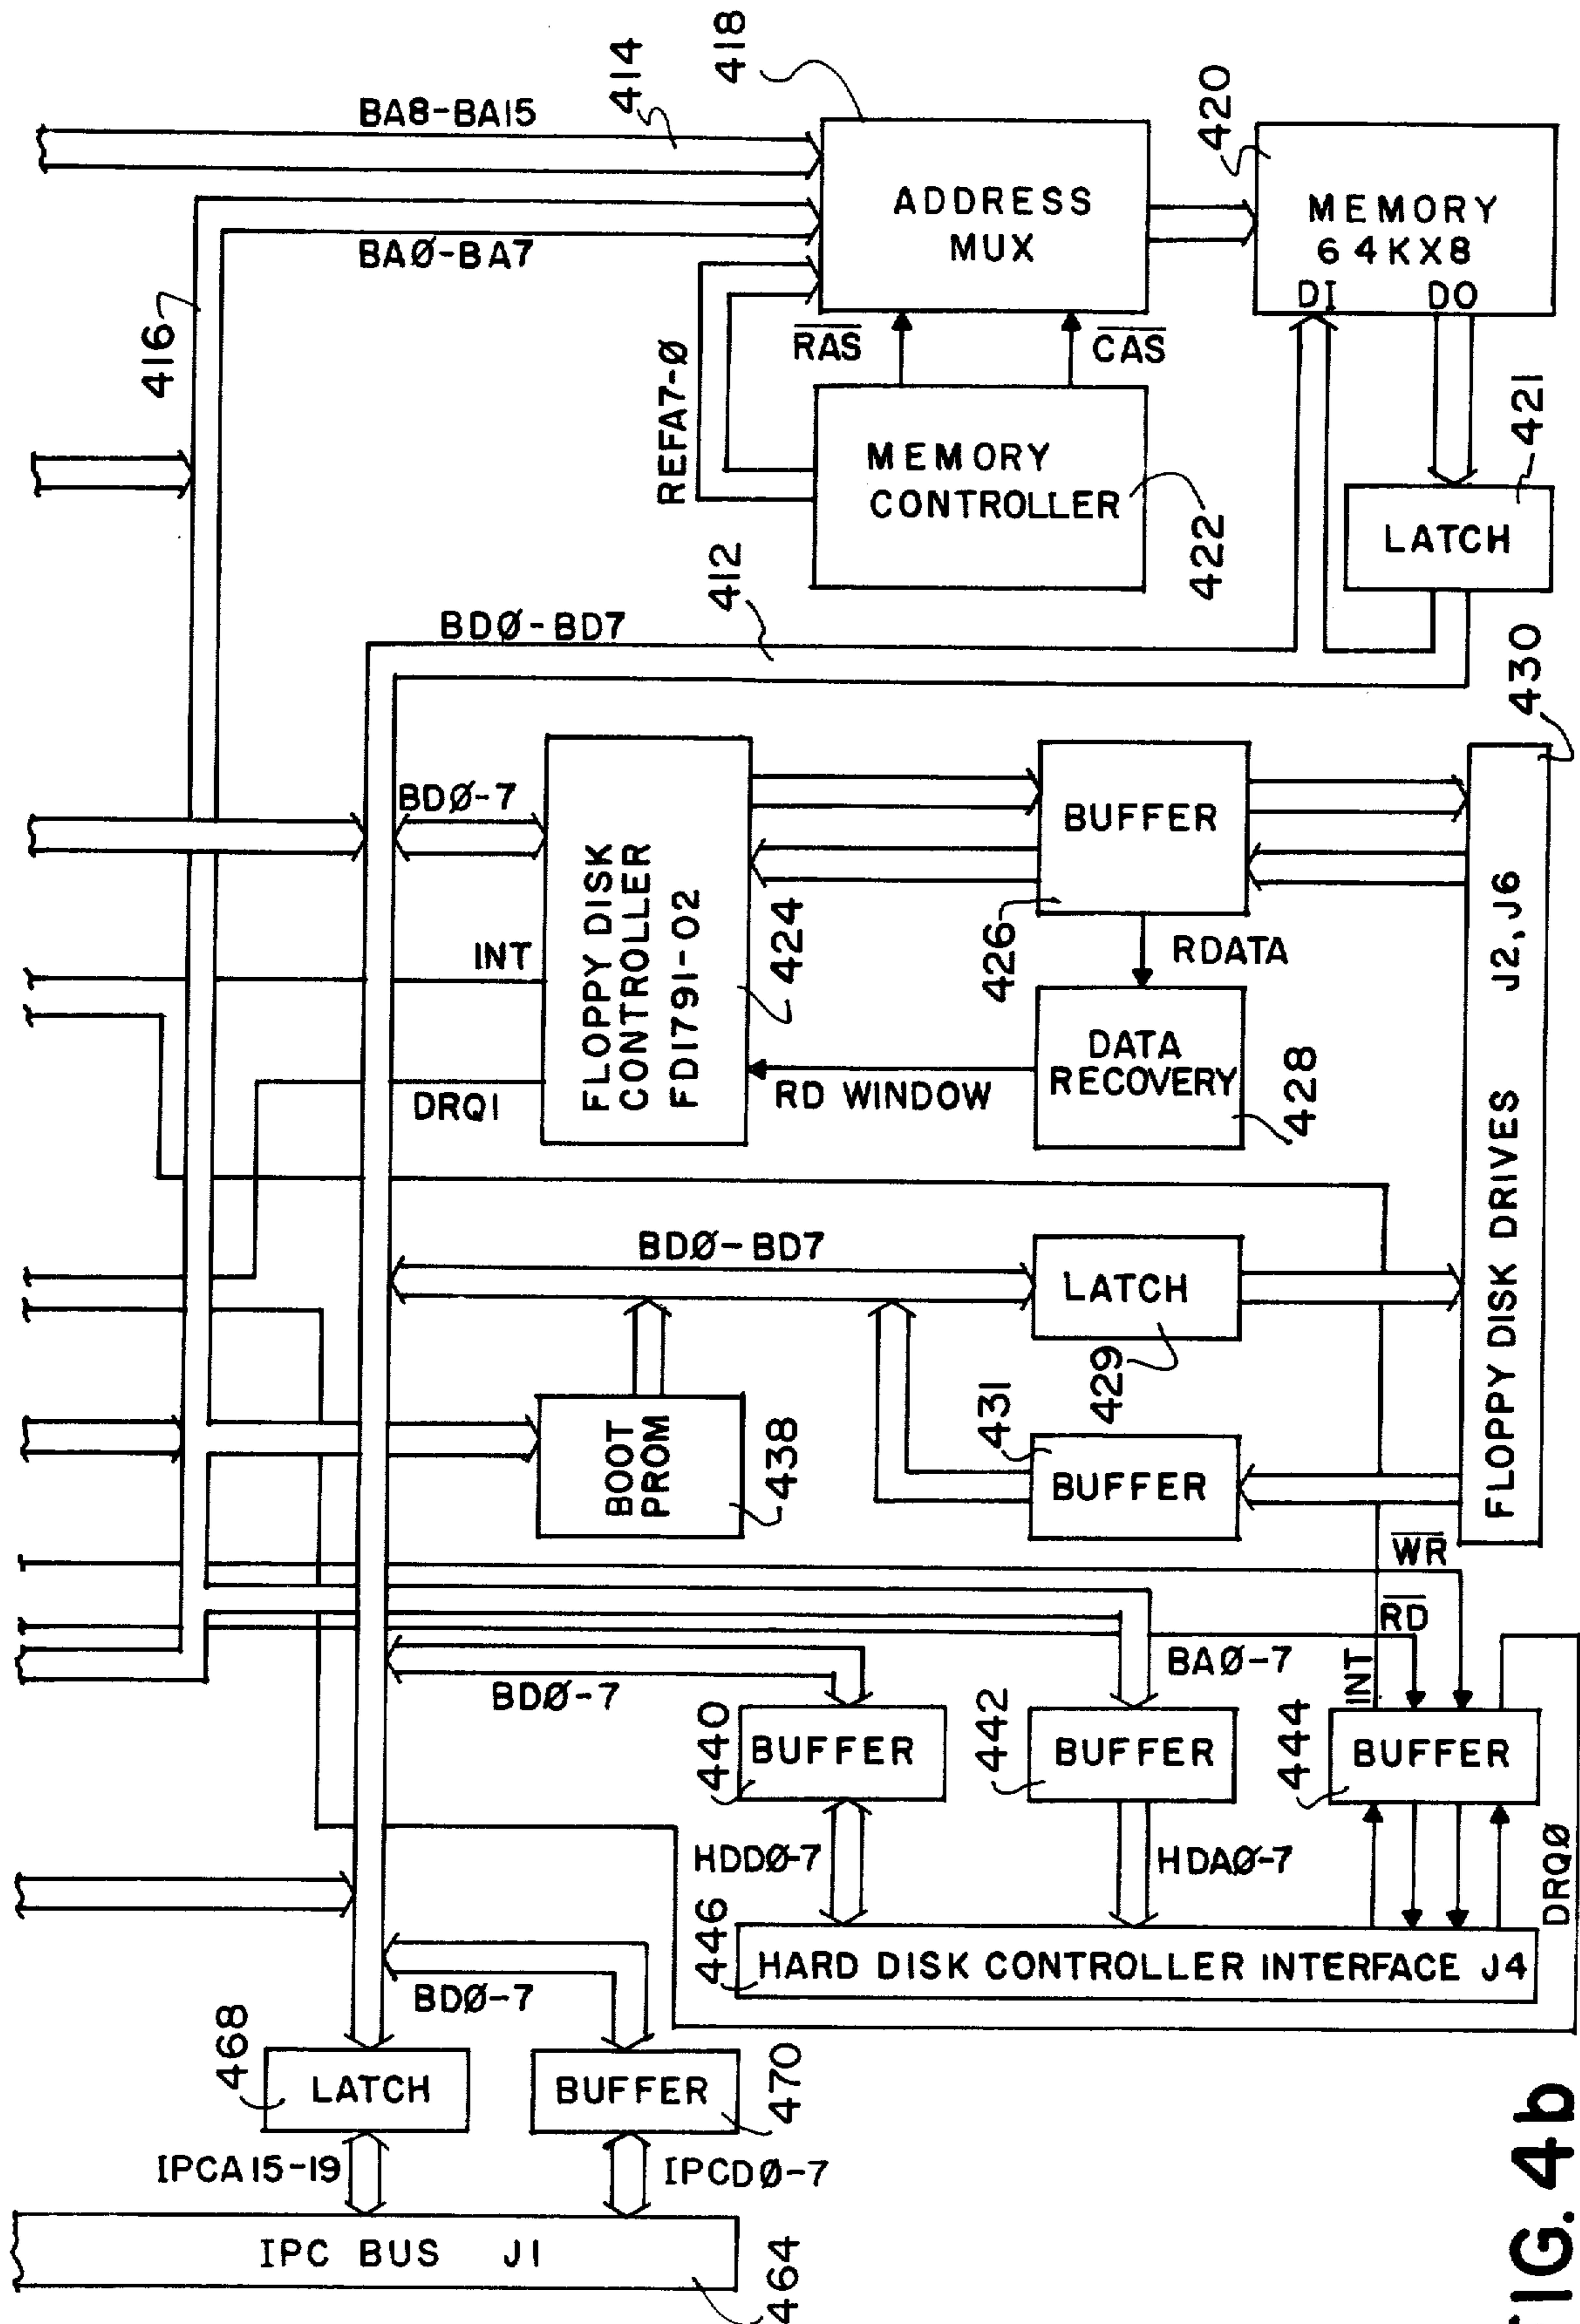 BA8-BA15
414
418
BAØ-BA7
416
ADDRESS
MUX
420
MEMORY
64KX8
DI
DO
REFA7-Ø
RAS
CAS
MEMORY
CONTROLLER
422
421
LATCH
412
BDØ-BD7
430
BDØ-7
INT
DRQ1
FLOPPY DISK
CONTROLLER
FD1791-02
424
BUFFER
426
RDATA
DATA
RECOVERY
428
RD WINDOW
FLOPPY DISK DRIVES J2, J6
BDØ-BD7
LATCH
429
431
BUFFER
BOOT
PROM
438
WR
RD
INT
BDØ-7
BAØ-7
440
BUFFER
442
BUFFER
444
BUFFER
HDDØ-7
HDAØ-7
DRQØ
446
HARD DISK CONTROLLER INTERFACE J4
BDØ-7
468
LATCH
BUFFER
470
IPCA15-19
IPCDØ-7
IPC BUS J1
464
FIG. 4b